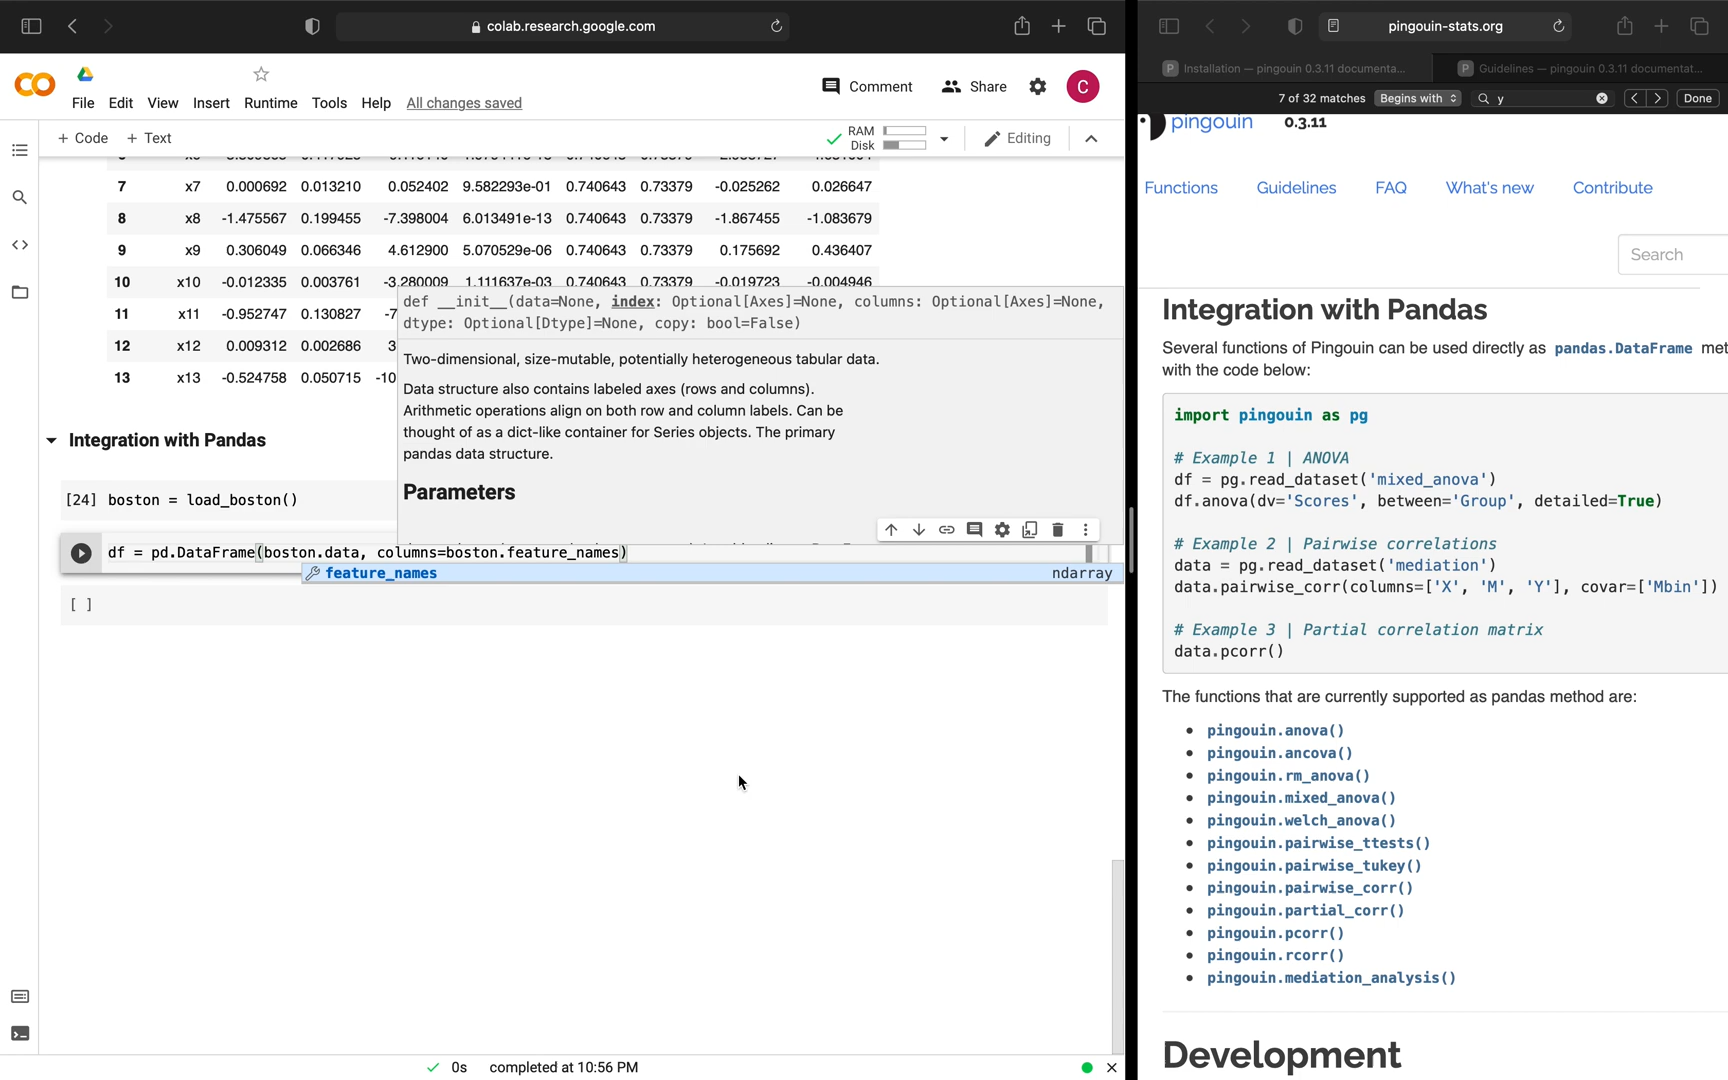 colab.research.google.com
Comment
Share
C
File Edit View Insert Runtime Tools Help All changes saved
+ Code + Text
RAM
Disk
Editing
7 x7 0.000692 0.013210 0.052402 9.582293e-01 0.740643 0.73379 -0.025262 0.026647
8 x8 -1.475567 0.199455 -7.398004 6.013491e-13 0.740643 0.73379 -1.867455 -1.083679
9 x9 0.306049 0.066346 4.612900 5.070529e-06 0.740643 0.73379 0.175692 0.436407
10 x10 -0.012335 0.003761 -3.280009 1.111637e-03 0.740643 0.73379 -0.019723 -0.004946
11 x11 -0.952747 0.130827 -7
12 x12 0.009312 0.002686 3
13 x13 -0.524758 0.050715 -10
def __init__(data=None, index: Optional[Axes]=None, columns: Optional[Axes]=None,
dtype: Optional[Dtype]=None, copy: bool=False)
Two-dimensional, size-mutable, potentially heterogeneous tabular data.
Data structure also contains labeled axes (rows and columns).
Arithmetic operations align on both row and column labels. Can be
thought of as a dict-like container for Series objects. The primary
pandas data structure.
Parameters
Integration with Pandas
[24] boston = load_boston()
df = pd.DataFrame(boston.data, columns=boston.feature_names)
feature_names ndarray
[ ]
0s completed at 10:56 PM
pingouin-stats.org
P Installation — pingouin 0.3.11 documenta...
P Guidelines — pingouin 0.3.11 documentat...
7 of 32 matches Begins with y Done
pingouin 0.3.11
Functions Guidelines FAQ What's new Contribute
Search
Integration with Pandas
Several functions of Pingouin can be used directly as pandas.DataFrame met
with the code below:
import pingouin as pg
# Example 1 | ANOVA
df = pg.read_dataset('mixed_anova')
df.anova(dv='Scores', between='Group', detailed=True)
# Example 2 | Pairwise correlations
data = pg.read_dataset('mediation')
data.pairwise_corr(columns=['X', 'M', 'Y'], covar=['Mbin'])
# Example 3 | Partial correlation matrix
data.pcorr()
The functions that are currently supported as pandas method are:
• pingouin.anova()
• pingouin.ancova()
• pingouin.rm_anova()
• pingouin.mixed_anova()
• pingouin.welch_anova()
• pingouin.pairwise_ttests()
• pingouin.pairwise_tukey()
• pingouin.pairwise_corr()
• pingouin.partial_corr()
• pingouin.pcorr()
• pingouin.rcorr()
• pingouin.mediation_analysis()
Development